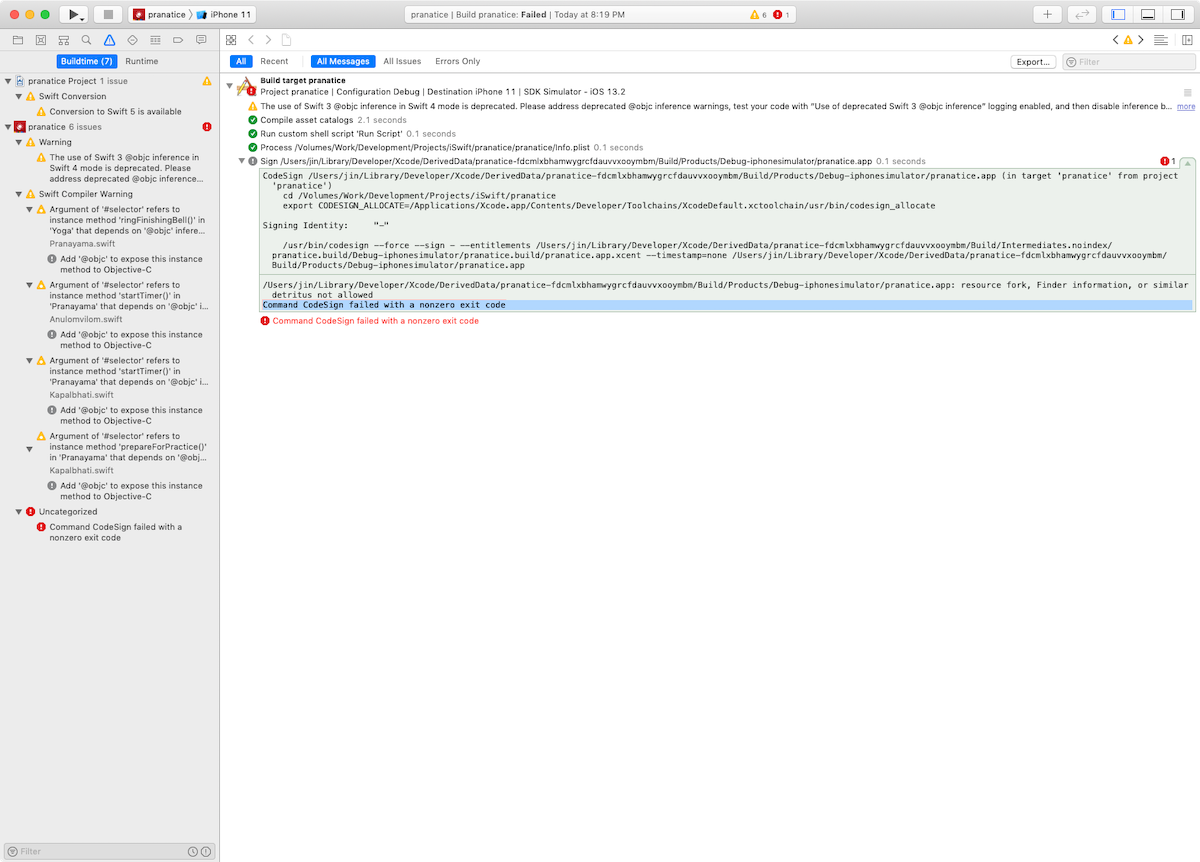 pranatice 〉 iPhone 11
pranatice | Build pranatice: Failed | Today at 8:19 PM
6
1
Buildtime (7) Runtime
All Recent All Messages All Issues Errors Only
Export...
Filter
pranatice Project 1 issue
Swift Conversion
Conversion to Swift 5 is available
pranatice 6 issues
Warning
The use of Swift 3 @objc inference in
Swift 4 mode is deprecated. Please
address deprecated @objc inference...
Swift Compiler Warning
Argument of '#selector' refers to
instance method 'ringFinishingBell()' in
'Yoga' that depends on '@objc' infere...
Pranayama.swift
Add '@objc' to expose this instance
method to Objective-C
Argument of '#selector' refers to
instance method 'startTimer()' in
'Pranayama' that depends on '@objc' i...
Anulomvilom.swift
Add '@objc' to expose this instance
method to Objective-C
Argument of '#selector' refers to
instance method 'startTimer()' in
'Pranayama' that depends on '@objc' i...
Kapalbhati.swift
Add '@objc' to expose this instance
method to Objective-C
Argument of '#selector' refers to
instance method 'prepareForPractice()'
in 'Pranayama' that depends on '@obj...
Kapalbhati.swift
Add '@objc' to expose this instance
method to Objective-C
Uncategorized
Command CodeSign failed with a
nonzero exit code
Filter
Build target pranatice
Project pranatice | Configuration Debug | Destination iPhone 11 | SDK Simulator - iOS 13.2
The use of Swift 3 @objc inference in Swift 4 mode is deprecated. Please address deprecated @objc inference warnings, test your code with "Use of deprecated Swift 3 @objc inference" logging enabled, and then disable inference b... more
Compile asset catalogs 2.1 seconds
Run custom shell script 'Run Script' 0.1 seconds
Process /Volumes/Work/Development/Projects/iSwift/pranatice/pranatice/Info.plist 0.1 seconds
Sign /Users/jin/Library/Developer/Xcode/DerivedData/pranatice-fdcmlxbhamwygrcfdauvvxooymbm/Build/Products/Debug-iphonesimulator/pranatice.app 0.1 seconds
1
CodeSign /Users/jin/Library/Developer/Xcode/DerivedData/pranatice-fdcmlxbhamwygrcfdauvvxooymbm/Build/Products/Debug-iphonesimulator/pranatice.app (in target 'pranatice' from project
'pranatice')
cd /Volumes/Work/Development/Projects/iSwift/pranatice
export CODESIGN_ALLOCATE=/Applications/Xcode.app/Contents/Developer/Toolchains/XcodeDefault.xctoolchain/usr/bin/codesign_allocate
Signing Identity: "-"
/usr/bin/codesign --force --sign - --entitlements /Users/jin/Library/Developer/Xcode/DerivedData/pranatice-fdcmlxbhamwygrcfdauvvxooymbm/Build/Intermediates.noindex/
pranatice.build/Debug-iphonesimulator/pranatice.build/pranatice.app.xcent --timestamp=none /Users/jin/Library/Developer/Xcode/DerivedData/pranatice-fdcmlxbhamwygrcfdauvvxooymbm/
Build/Products/Debug-iphonesimulator/pranatice.app
/Users/jin/Library/Developer/Xcode/DerivedData/pranatice-fdcmlxbhamwygrcfdauvvxooymbm/Build/Products/Debug-iphonesimulator/pranatice.app: resource fork, Finder information, or similar
detritus not allowed
Command CodeSign failed with a nonzero exit code
Command CodeSign failed with a nonzero exit code